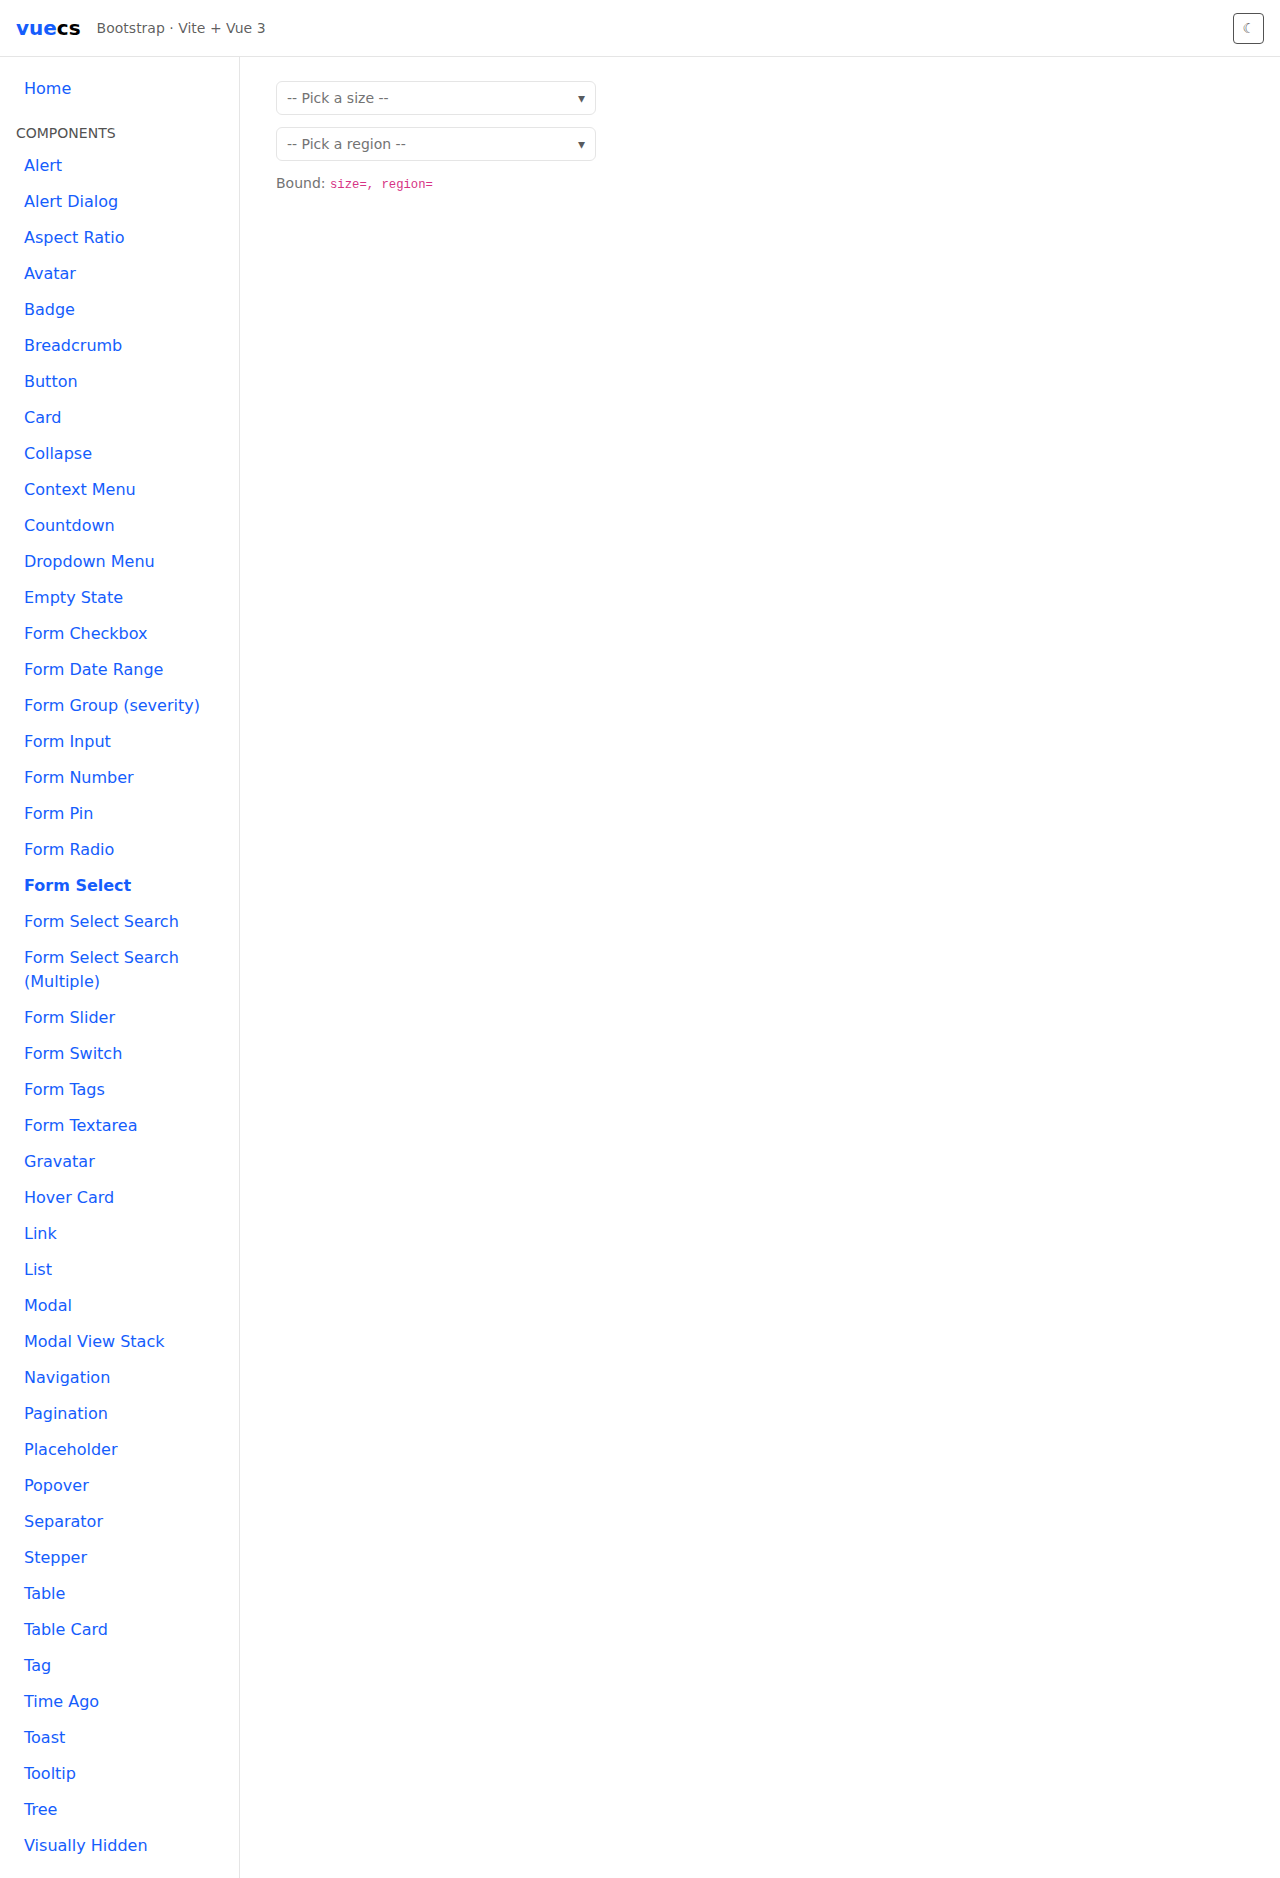 vuecs Bootstrap · Vite + Vue 3 ☾
Home
COMPONENTS
Alert
Alert Dialog
Aspect Ratio
Avatar
Badge
Breadcrumb
Button
Card
Collapse
Context Menu
Countdown
Dropdown Menu
Empty State
Form Checkbox
Form Date Range
Form Group (severity)
Form Input
Form Number
Form Pin
Form Radio
Form Select
Form Select Search
Form Select Search
(Multiple)
Form Slider
Form Switch
Form Tags
Form Textarea
Gravatar
Hover Card
Link
List
Modal
Modal View Stack
Navigation
Pagination
Placeholder
Popover
Separator
Stepper
Table
Table Card
Tag
Time Ago
Toast
Tooltip
Tree
Visually Hidden
-- Pick a size -- ▾
-- Pick a region -- ▾
Bound: size=, region=